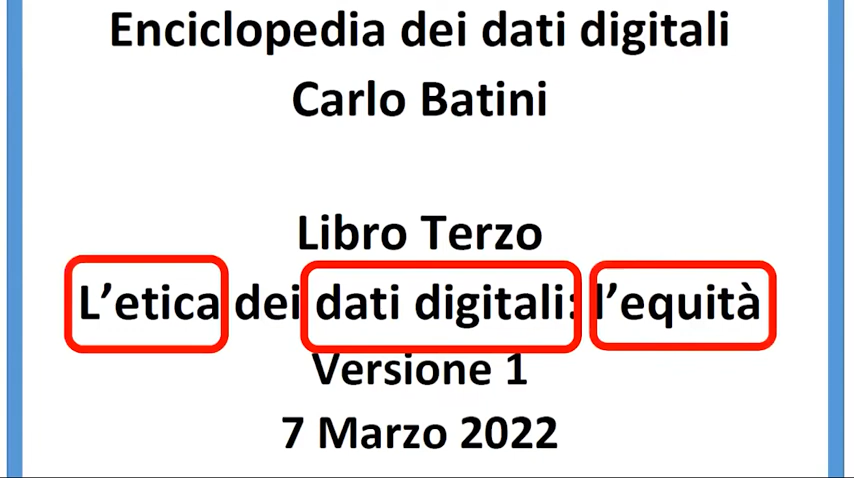 Enciclopedia dei dati digitali
Carlo Batini
Libro Terzo
L’etica dei dati digitali: l’equità
Versione 1
7 Marzo 2022